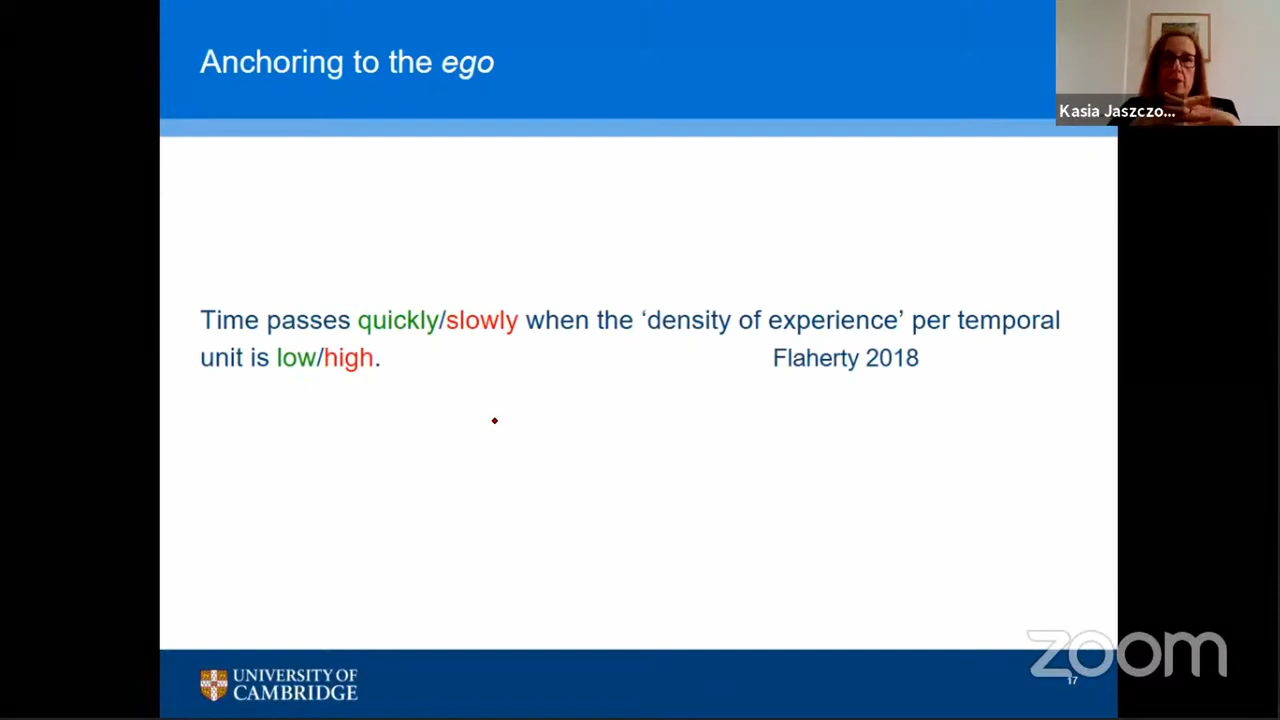 Anchoring to the ego
Kasia Jaszczo...
Time passes quickly/slowly when the ‘density of experience’ per temporal
unit is low/high. Flaherty 2018
UNIVERSITY OF
CAMBRIDGE
zoom
17